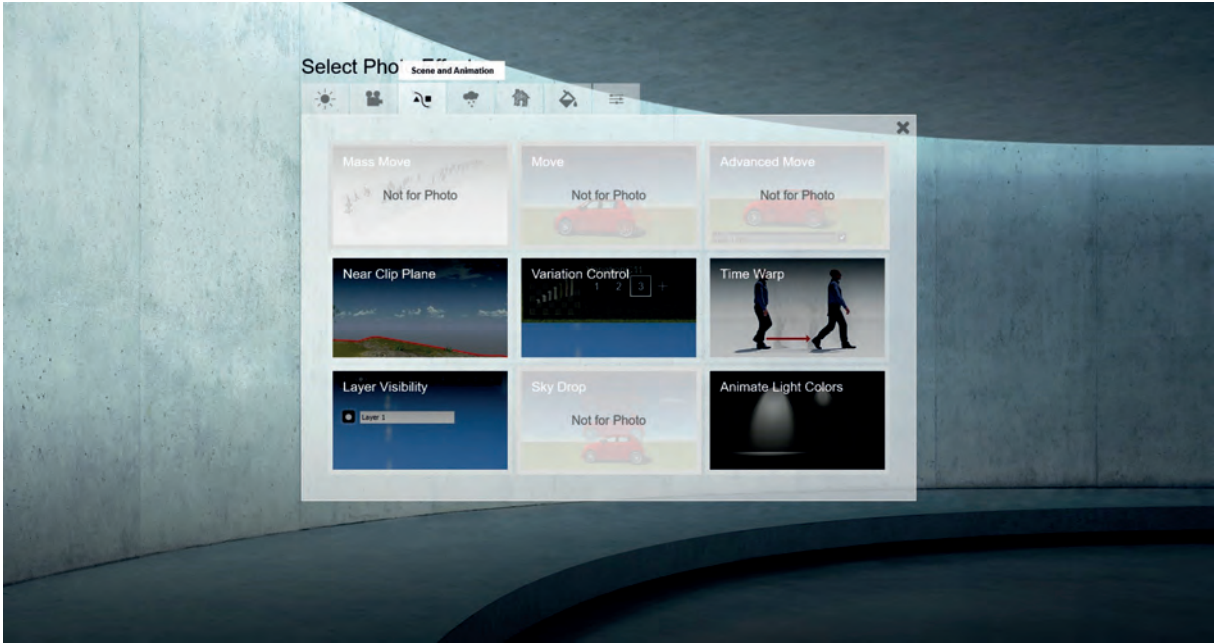 Select Pho
Scene and Animation
Mass Move
Not for Photo
Move
Not for Photo
Advanced Move
Not for Photo
Near Clip Plane
Variation Control
1 2 3 +
Time Warp
Layer Visibility
Layer 1
Sky Drop
Not for Photo
Animate Light Colors